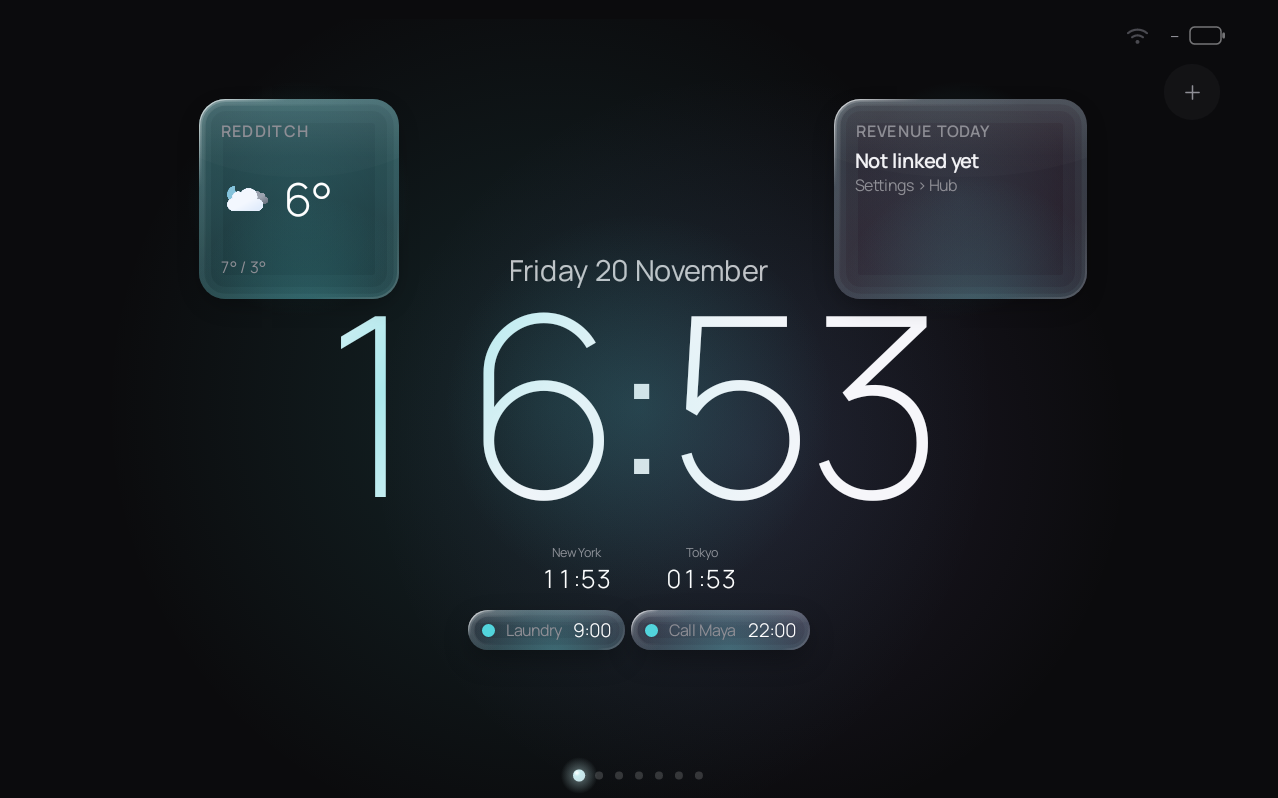 –
REDDITCH
6°
7° / 3°
REVENUE TODAY
Not linked yet
Settings > Hub
Friday 20 November
16:53
New York
11:53
Tokyo
01:53
Laundry 9:00
Call Maya 22:00